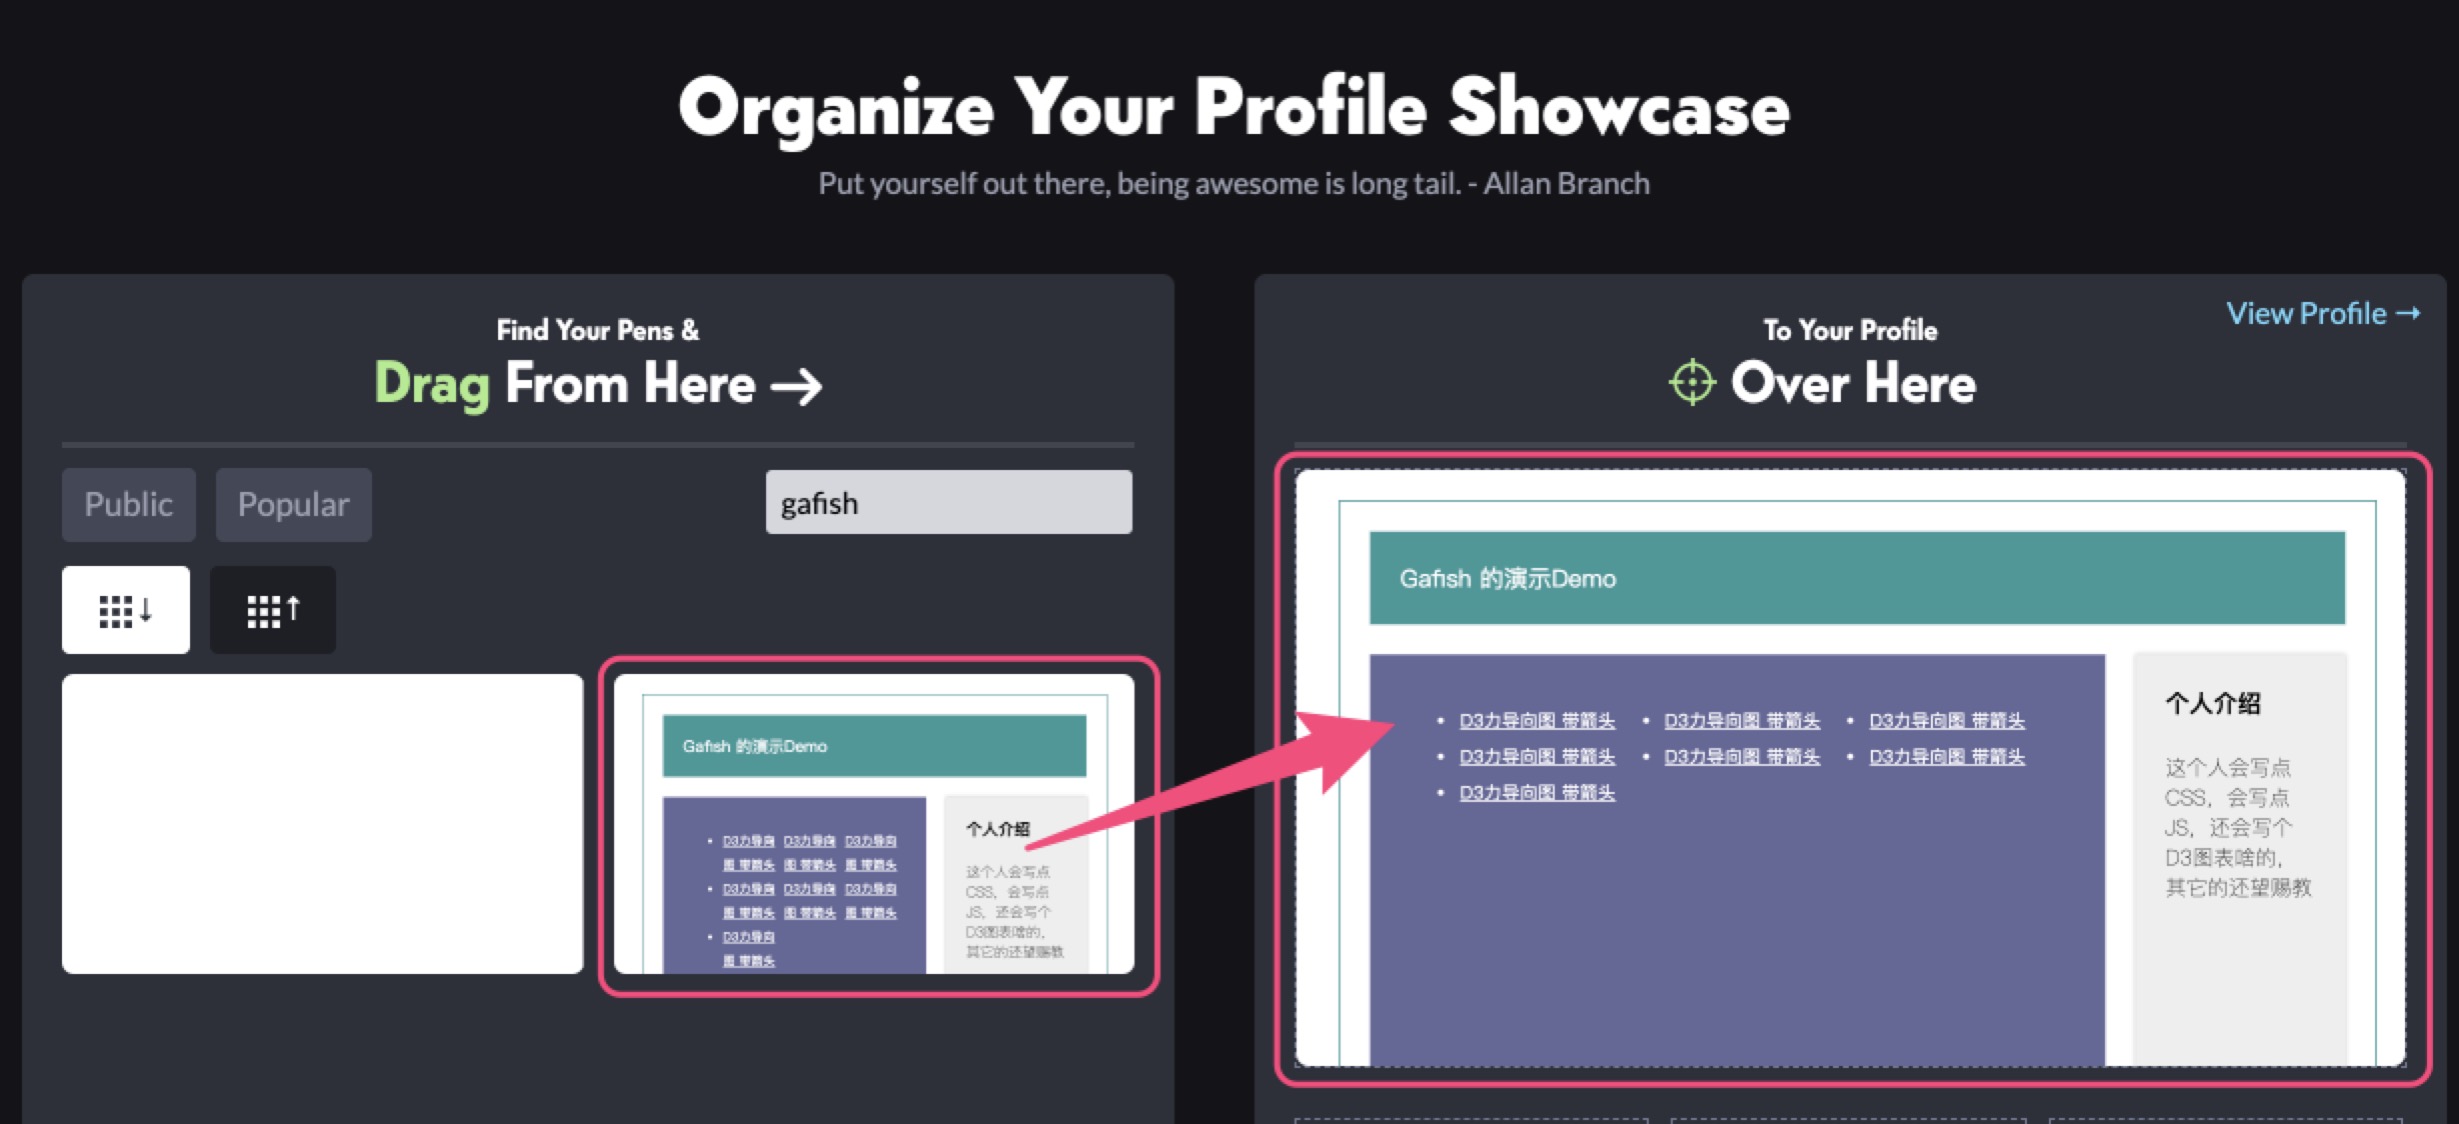 Organize Your Profile Showcase
Put yourself out there, being awesome is long tail. - Allan Branch
Find Your Pens &
Drag From Here →
Public
Popular
gafish
↓
↑
Gafish 的演示Demo
D3力导向 D3力导向 D3力导向
图 带箭头 图 带箭头 图 带箭头
D3力导向 D3力导向 D3力导向
图 带箭头 图 带箭头 图 带箭头
D3力导向
图 带箭头
个人介绍
这个人会写点
CSS，会写点
JS，还会写个
D3图表啥的，
其它的还望赐教
View Profile →
To Your Profile
Over Here
Gafish 的演示Demo
• D3力导向图 带箭头 • D3力导向图 带箭头 • D3力导向图 带箭头
• D3力导向图 带箭头 • D3力导向图 带箭头 • D3力导向图 带箭头
• D3力导向图 带箭头
个人介绍
这个人会写点
CSS，会写点
JS，还会写个
D3图表啥的，
其它的还望赐教